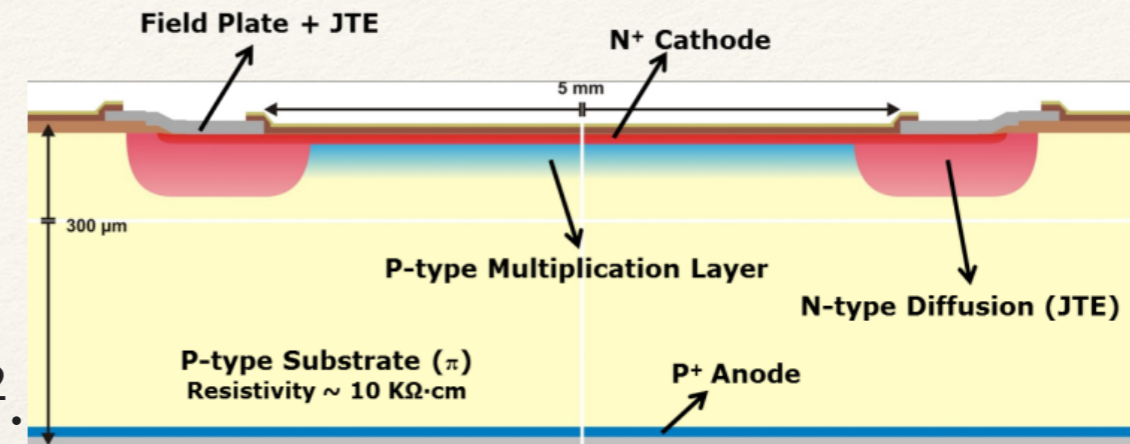 Field Plate + JTE
N⁺ Cathode
5 mm
300 µm
P-type Multiplication Layer
N-type Diffusion (JTE)
P-type Substrate (π)
Resistivity ~ 10 KΩ·cm
P⁺ Anode
2
.